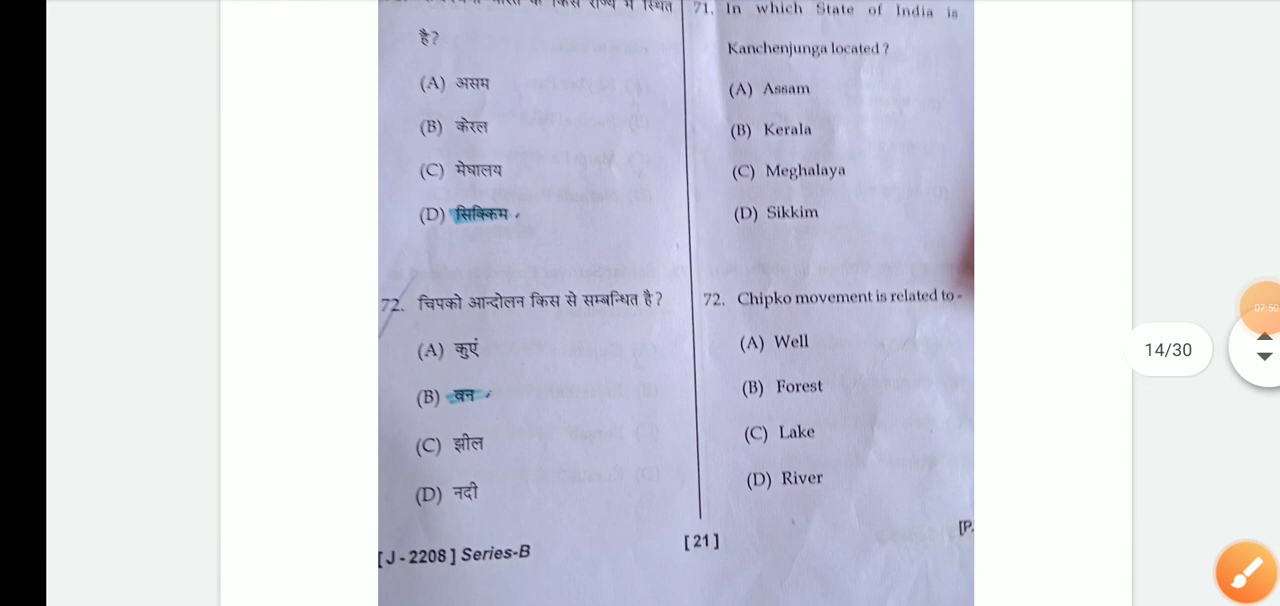 राज्य में स्थित
है?
(A) असम
(B) केरल
(C) मेघालय
(D) सिक्किम
72. चिपको आन्दोलन किस से सम्बन्धित है?
(A) कुएं
(B) वन
(C) झील
(D) नदी
[J-2208] Series-B
71. In which State of India is
Kanchenjunga located ?
(A) Assam
(B) Kerala
(C) Meghalaya
(D) Sikkim
72. Chipko movement is related to -
(A) Well
(B) Forest
(C) Lake
(D) River
[21]
[P.
14/30
07:50